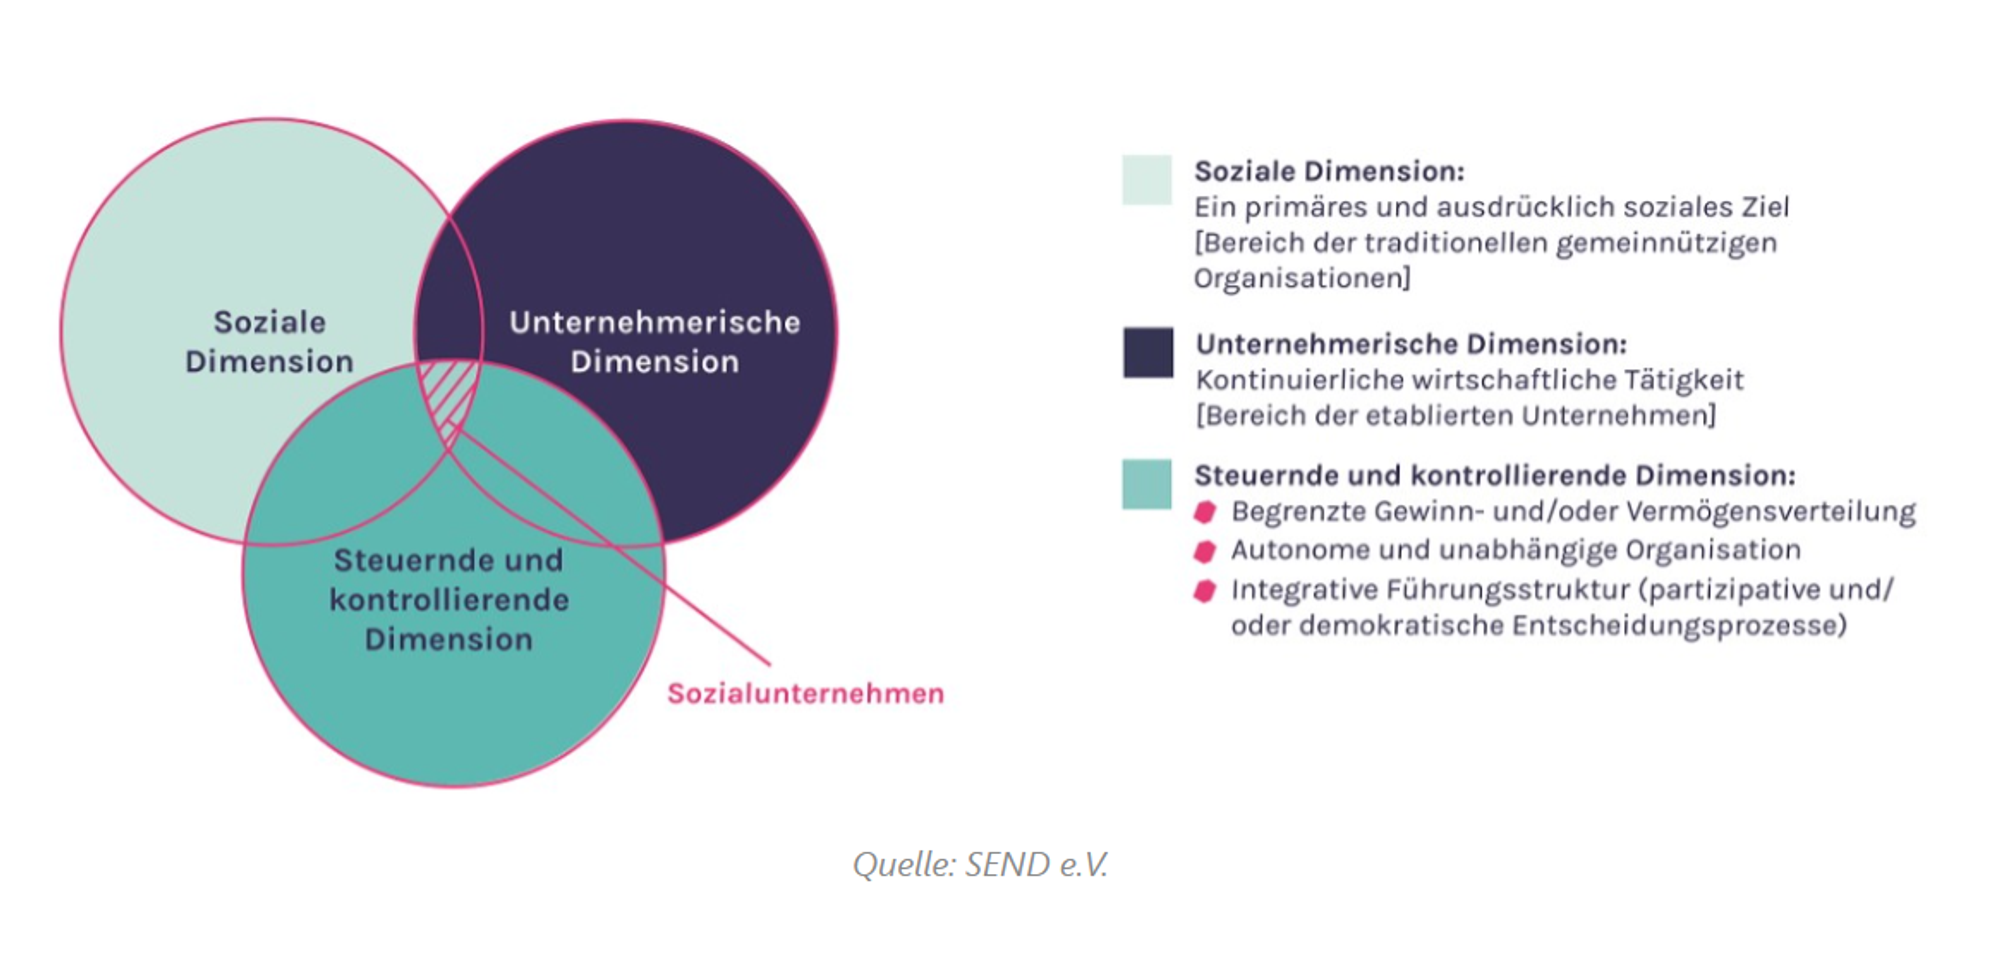 Soziale
Dimension
Unternehmerische
Dimension
Steuernde und
kontrollierende
Dimension
Sozialunternehmen
Soziale Dimension:
Ein primäres und ausdrücklich soziales Ziel
[Bereich der traditionellen gemeinnützigen
Organisationen]
Unternehmerische Dimension:
Kontinuierliche wirtschaftliche Tätigkeit
[Bereich der etablierten Unternehmen]
Steuernde und kontrollierende Dimension:
Begrenzte Gewinn- und/oder Vermögensverteilung
Autonome und unabhängige Organisation
Integrative Führungsstruktur (partizipative und/
oder demokratische Entscheidungsprozesse)
Quelle: SEND e.V.